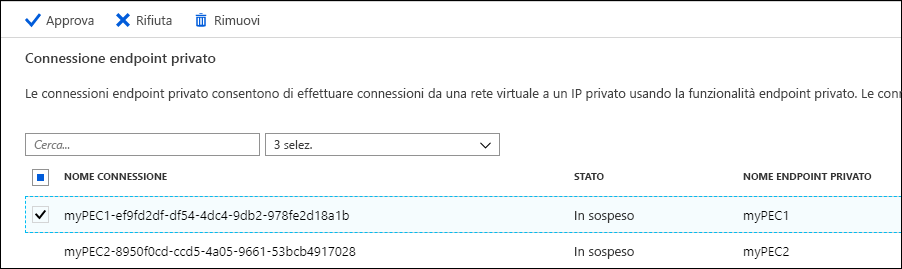 Approva Rifiuta Rimuovi
Connessione endpoint privato
Le connessioni endpoint privato consentono di effettuare connessioni da una rete virtuale a un IP privato usando la funzionalità endpoint privato. Le conn
Cerca... 3 selez.
NOME CONNESSIONE STATO NOME ENDPOINT PRIVATO
myPEC1-ef9fd2df-df54-4dc4-9db2-978fe2d18a1b In sospeso myPEC1
myPEC2-8950f0cd-ccd5-4a05-9661-53bcb4917028 In sospeso myPEC2